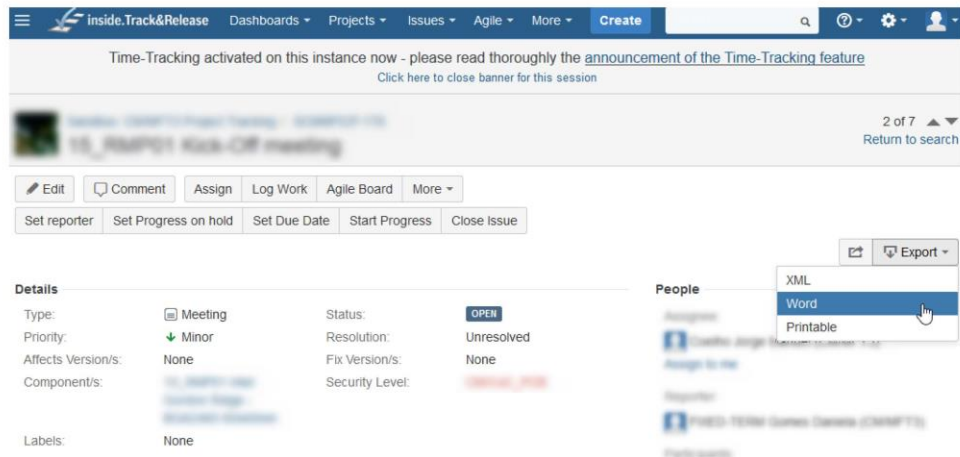 inside.Track&Release Dashboards Projects Issues Agile More Create
Time-Tracking activated on this instance now - please read thoroughly the announcement of the Time-Tracking feature
Click here to close banner for this session
2 of 7
15_RMP01 Kick-Off meeting
Return to search
Edit Comment Assign Log Work Agile Board More
Set reporter Set Progress on hold Set Due Date Start Progress Close Issue
Export
XML
Word
Printable
Details
People
Type: Meeting Status: OPEN
Priority: Minor Resolution: Unresolved
Affects Version/s: None Fix Version/s: None
Component/s: Security Level:
Labels: None